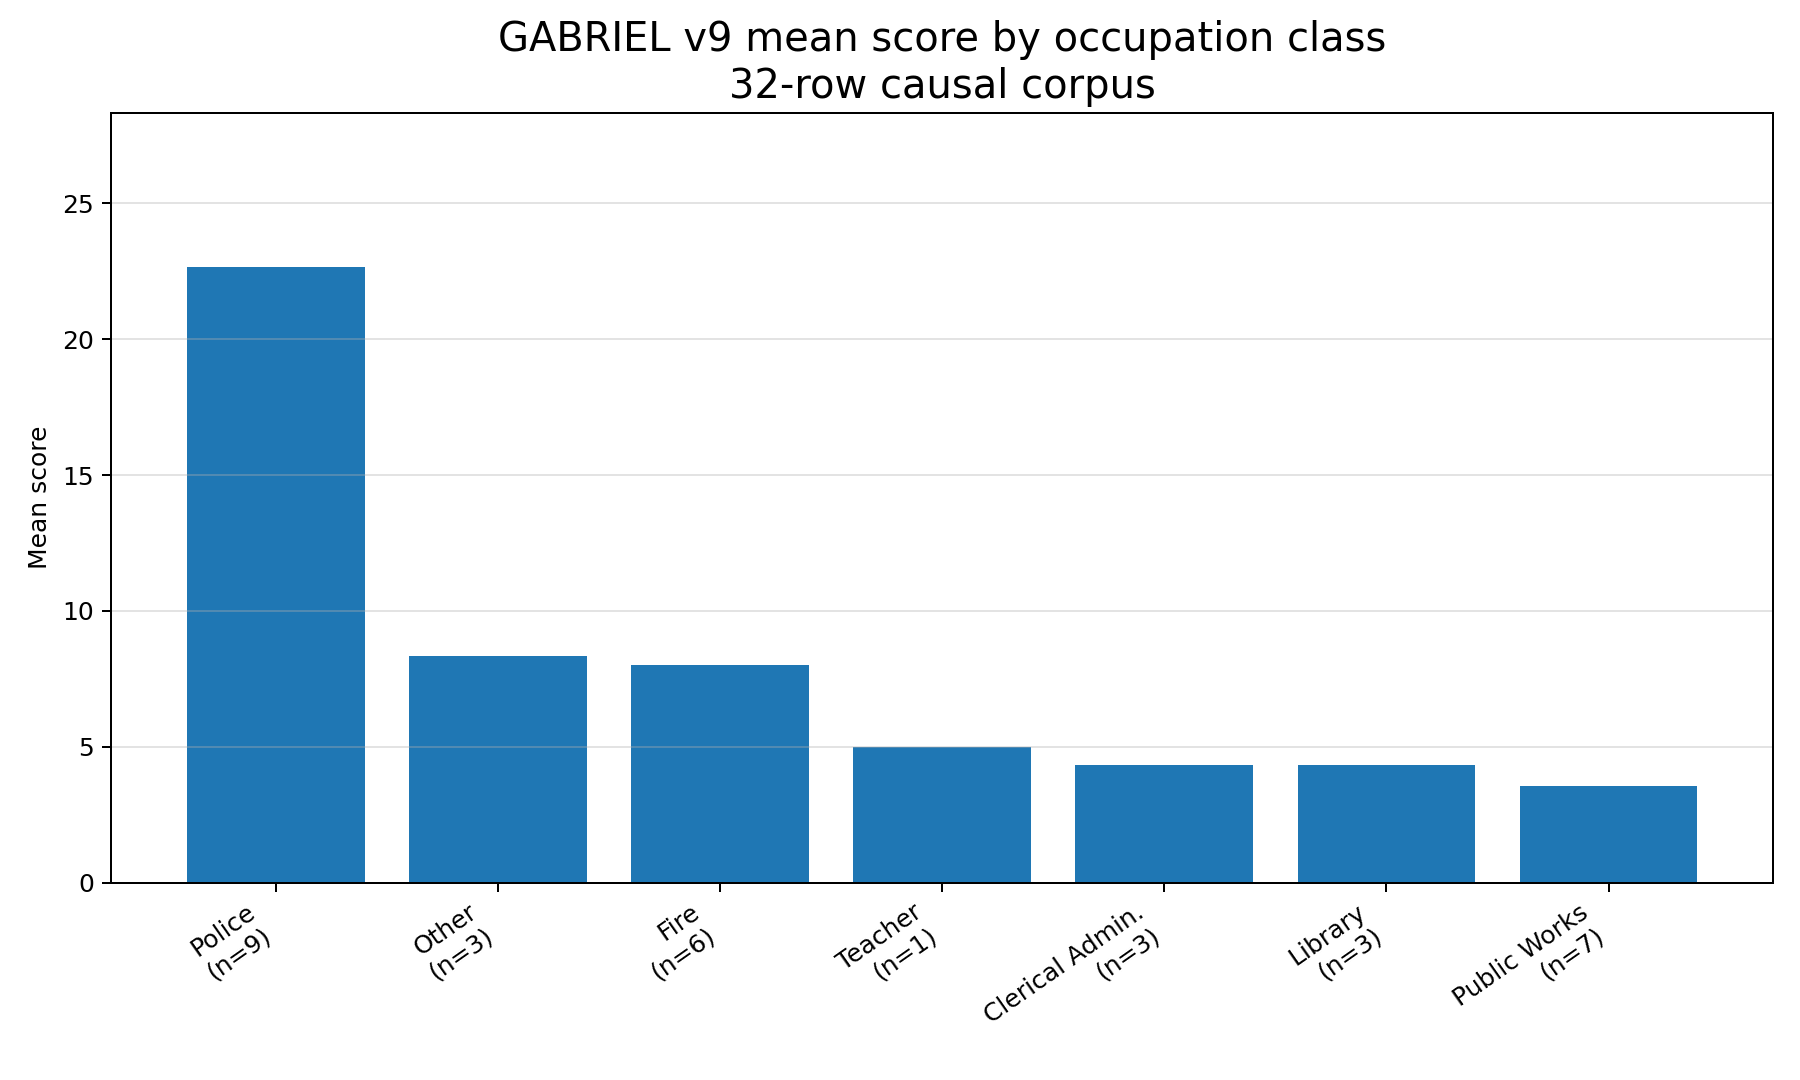 GABRIEL v9 mean score by occupation class
32-row causal corpus
Mean score
25
20
15
10
5
0
Police
(n=9)
Other
(n=3)
Fire
(n=6)
Teacher
(n=1)
Clerical Admin.
(n=3)
Library
(n=3)
Public Works
(n=7)